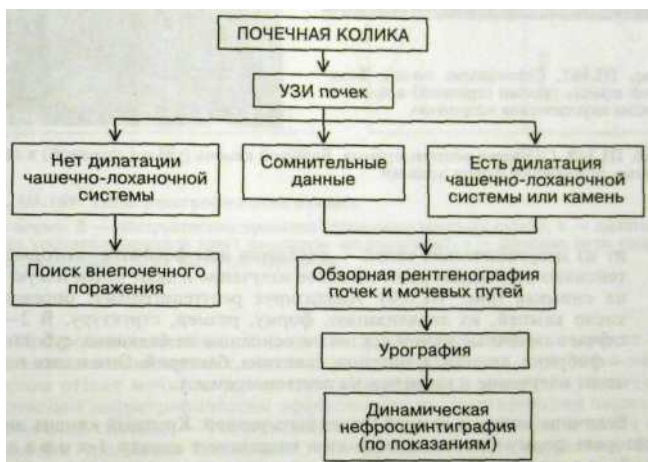 ПОЧЕЧНАЯ КОЛИКА
УЗИ почек
Нет дилатации
чашечно-лоханочной
системы
Сомнительные
данные
Есть дилатация
чашечно-лоханочной
системы или камень
Поиск внепочечного
поражения
Обзорная рентгенография
почек и мочевых путей
Урография
Динамическая
нефросцинтиграфия
(по показаниям)